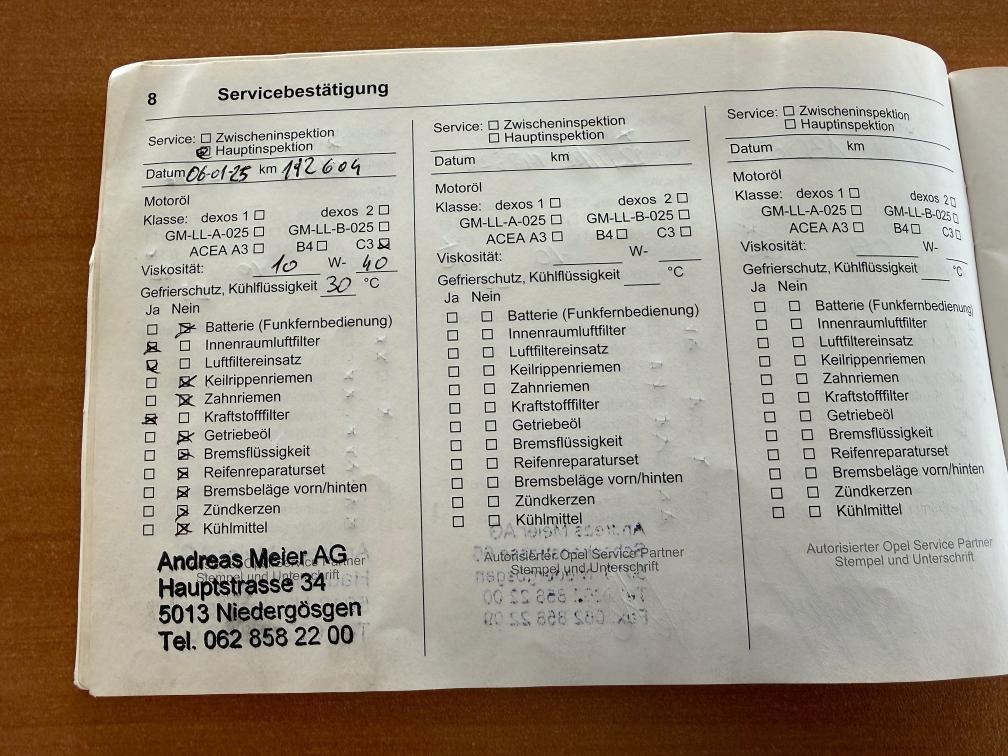 8 Servicebestätigung
Service: ☐ Zwischeninspektion
☒ Hauptinspektion
Datum 06-01-25 km 142604
Motoröl
Klasse: dexos 1 ☐ dexos 2 ☐
GM-LL-A-025 ☐ GM-LL-B-025 ☐
ACEA A3 ☐ B4 ☐ C3 ☒
Viskosität: 10 W- 40
Gefrierschutz, Kühlflüssigkeit 30 °C
Ja Nein
☐ ☒ Batterie (Funkfernbedienung)
☒ ☐ Innenraumluftfilter
☒ ☐ Luftfiltereinsatz
☐ ☒ Keilrippenriemen
☐ ☒ Zahnriemen
☒ ☐ Kraftstofffilter
☐ ☒ Getriebeöl
☐ ☒ Bremsflüssigkeit
☐ ☒ Reifenreparaturset
☐ ☒ Bremsbeläge vorn/hinten
☐ ☒ Zündkerzen
☐ ☒ Kühlmittel
Andreas Meier AG
Stempel und Unterschrift
Hauptstrasse 34
5013 Niedergösgen
Tel. 062 858 22 00
Service: ☐ Zwischeninspektion
☐ Hauptinspektion
Datum km
Motoröl
Klasse: dexos 1 ☐ dexos 2 ☐
GM-LL-A-025 ☐ GM-LL-B-025 ☐
ACEA A3 ☐ B4 ☐ C3 ☐
Viskosität: W-
Gefrierschutz, Kühlflüssigkeit °C
Ja Nein
☐ ☐ Batterie (Funkfernbedienung)
☐ ☐ Innenraumluftfilter
☐ ☐ Luftfiltereinsatz
☐ ☐ Keilrippenriemen
☐ ☐ Zahnriemen
☐ ☐ Kraftstofffilter
☐ ☐ Getriebeöl
☐ ☐ Bremsflüssigkeit
☐ ☐ Reifenreparaturset
☐ ☐ Bremsbeläge vorn/hinten
☐ ☐ Zündkerzen
☐ ☐ Kühlmittel
Autorisierter Opel Service Partner
Stempel und Unterschrift
Service: ☐ Zwischeninspektion
☐ Hauptinspektion
Datum km
Motoröl
Klasse: dexos 1 ☐ dexos 2 ☐
GM-LL-A-025 ☐ GM-LL-B-025 ☐
ACEA A3 ☐ B4 ☐ C3 ☐
Viskosität: W-
Gefrierschutz, Kühlflüssigkeit °C
Ja Nein
☐ ☐ Batterie (Funkfernbedienung)
☐ ☐ Innenraumluftfilter
☐ ☐ Luftfiltereinsatz
☐ ☐ Keilrippenriemen
☐ ☐ Zahnriemen
☐ ☐ Kraftstofffilter
☐ ☐ Getriebeöl
☐ ☐ Bremsflüssigkeit
☐ ☐ Reifenreparaturset
☐ ☐ Bremsbeläge vorn/hinten
☐ ☐ Zündkerzen
☐ ☐ Kühlmittel
Autorisierter Opel Service Partner
Stempel und Unterschrift